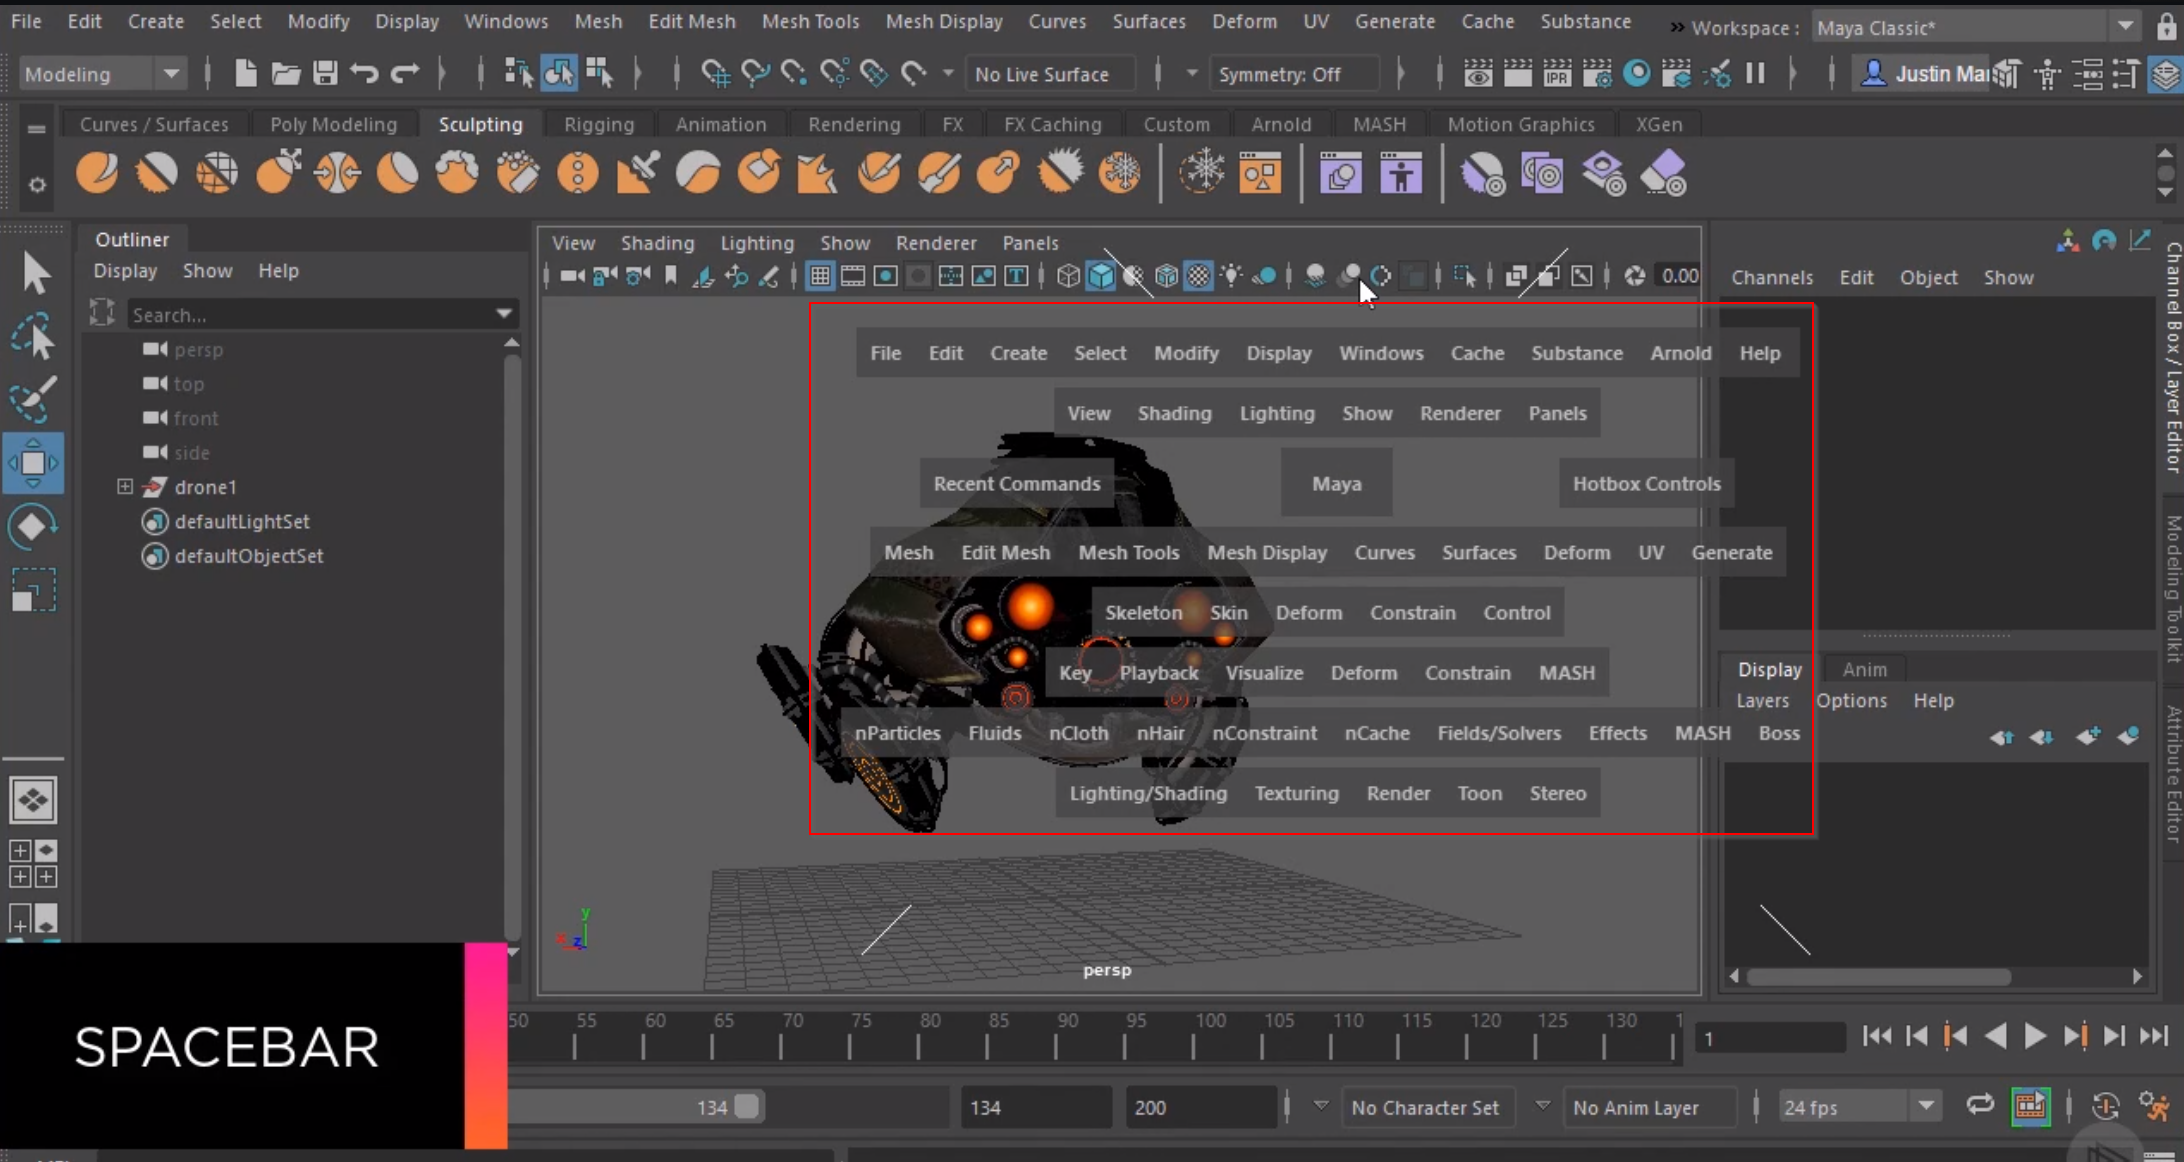 File Edit Create Select Modify Display Windows Mesh Edit Mesh Mesh Tools Mesh Display Curves Surfaces Deform UV Generate Cache Substance Workspace : Maya Classic*
Modeling No Live Surface Symmetry: Off IPR Justin Mar
Curves / Surfaces Poly Modeling Sculpting Rigging Animation Rendering FX FX Caching Custom Arnold MASH Motion Graphics XGen
Outliner
Display Show Help
Search...
persp
top
front
side
drone1
defaultLightSet
defaultObjectSet
View Shading Lighting Show Renderer Panels
0.00
File Edit Create Select Modify Display Windows Cache Substance Arnold Help
View Shading Lighting Show Renderer Panels
Recent Commands Maya Hotbox Controls
Mesh Edit Mesh Mesh Tools Mesh Display Curves Surfaces Deform UV Generate
Skeleton Skin Deform Constrain Control
Key Playback Visualize Deform Constrain MASH
nParticles Fluids nCloth nHair nConstraint nCache Fields/Solvers Effects MASH Boss
Lighting/Shading Texturing Render Toon Stereo
y
x z
persp
Channels Edit Object Show
Display Anim
Layers Options Help
Channel Box / Layer Editor
Modeling Toolkit
Attribute Editor
SPACEBAR
50 55 60 65 70 75 80 85 90 95 100 105 110 115 120 125 130 1
1
134 134 200 No Character Set No Anim Layer 24 fps